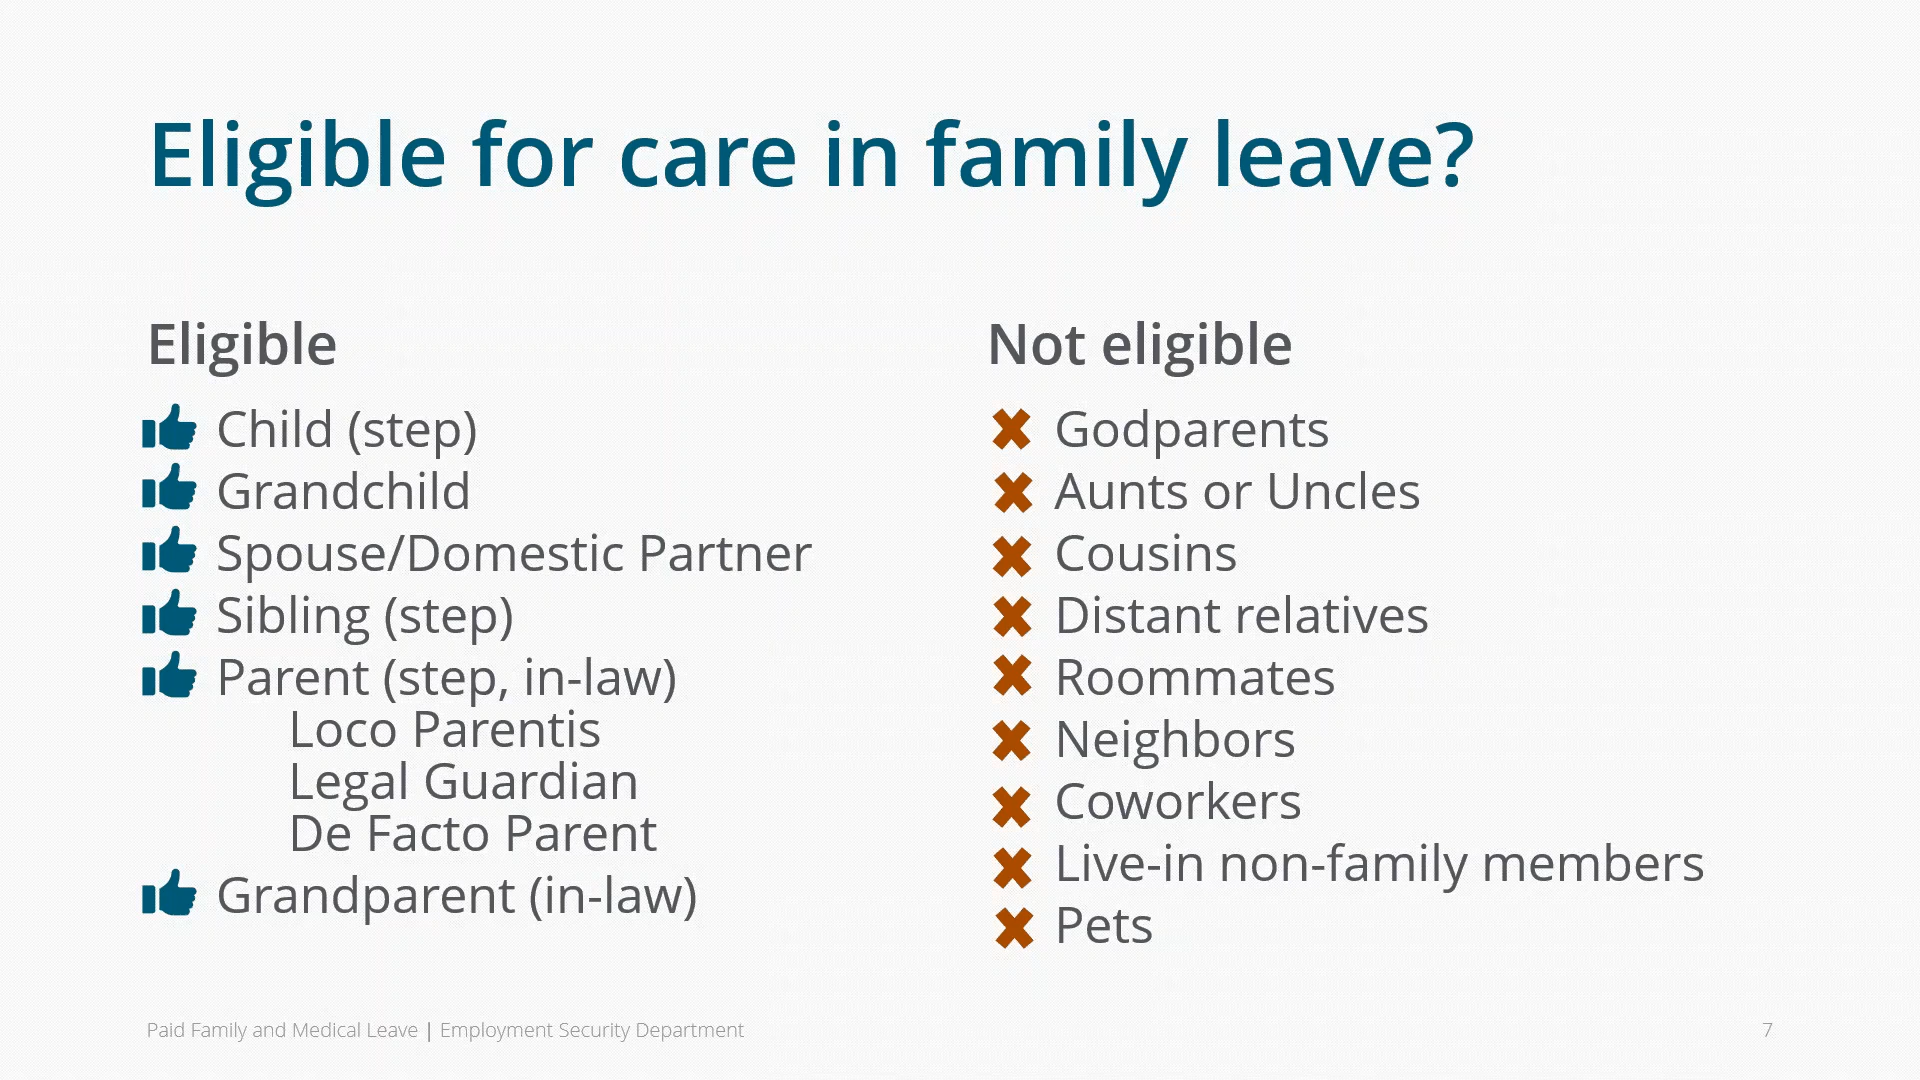 Eligible for care in family leave?
Eligible
Child (step)
Grandchild
Spouse/Domestic Partner
Sibling (step)
Parent (step, in-law)
Loco Parentis
Legal Guardian
De Facto Parent
Grandparent (in-law)
Not eligible
Godparents
Aunts or Uncles
Cousins
Distant relatives
Roommates
Neighbors
Coworkers
Live-in non-family members
Pets
Paid Family and Medical Leave | Employment Security Department
7